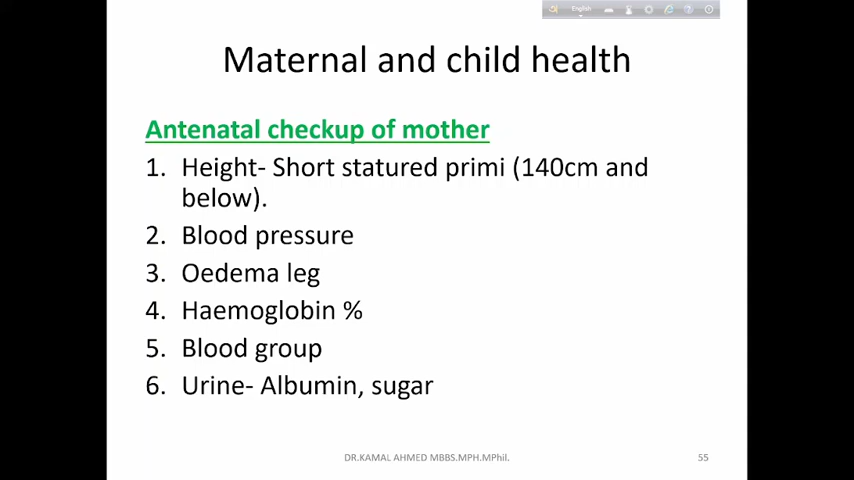 English
Maternal and child health
Antenatal checkup of mother
1. Height- Short statured primi (140cm and
below).
2. Blood pressure
3. Oedema leg
4. Haemoglobin %
5. Blood group
6. Urine- Albumin, sugar
DR.KAMAL AHMED MBBS.MPH.MPhil.
55